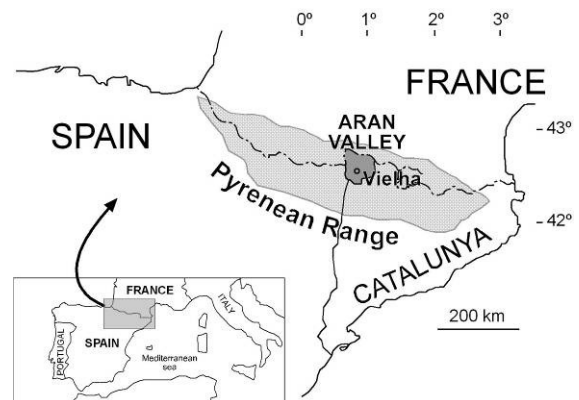 0º 1º 2º 3º
FRANCE
SPAIN
ARAN
VALLEY
- 43º
Vielha
Pyrenean Range
- 42º
CATALUNYA
200 km
FRANCE
ITALY
PORTUGAL
SPAIN
Mediterranean
sea